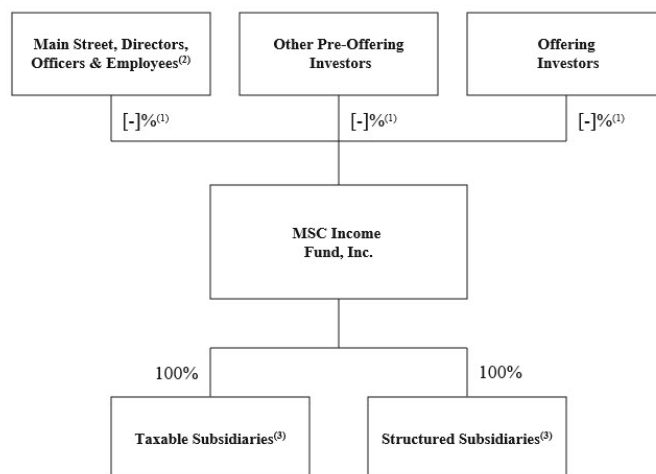 Main Street, Directors,
Officers & Employees(2)
Other Pre-Offering
Investors
Offering
Investors
[-]%(1)
[-]%(1)
[-]%(1)
MSC Income
Fund, Inc.
100%
100%
Taxable Subsidiaries(3)
Structured Subsidiaries(3)